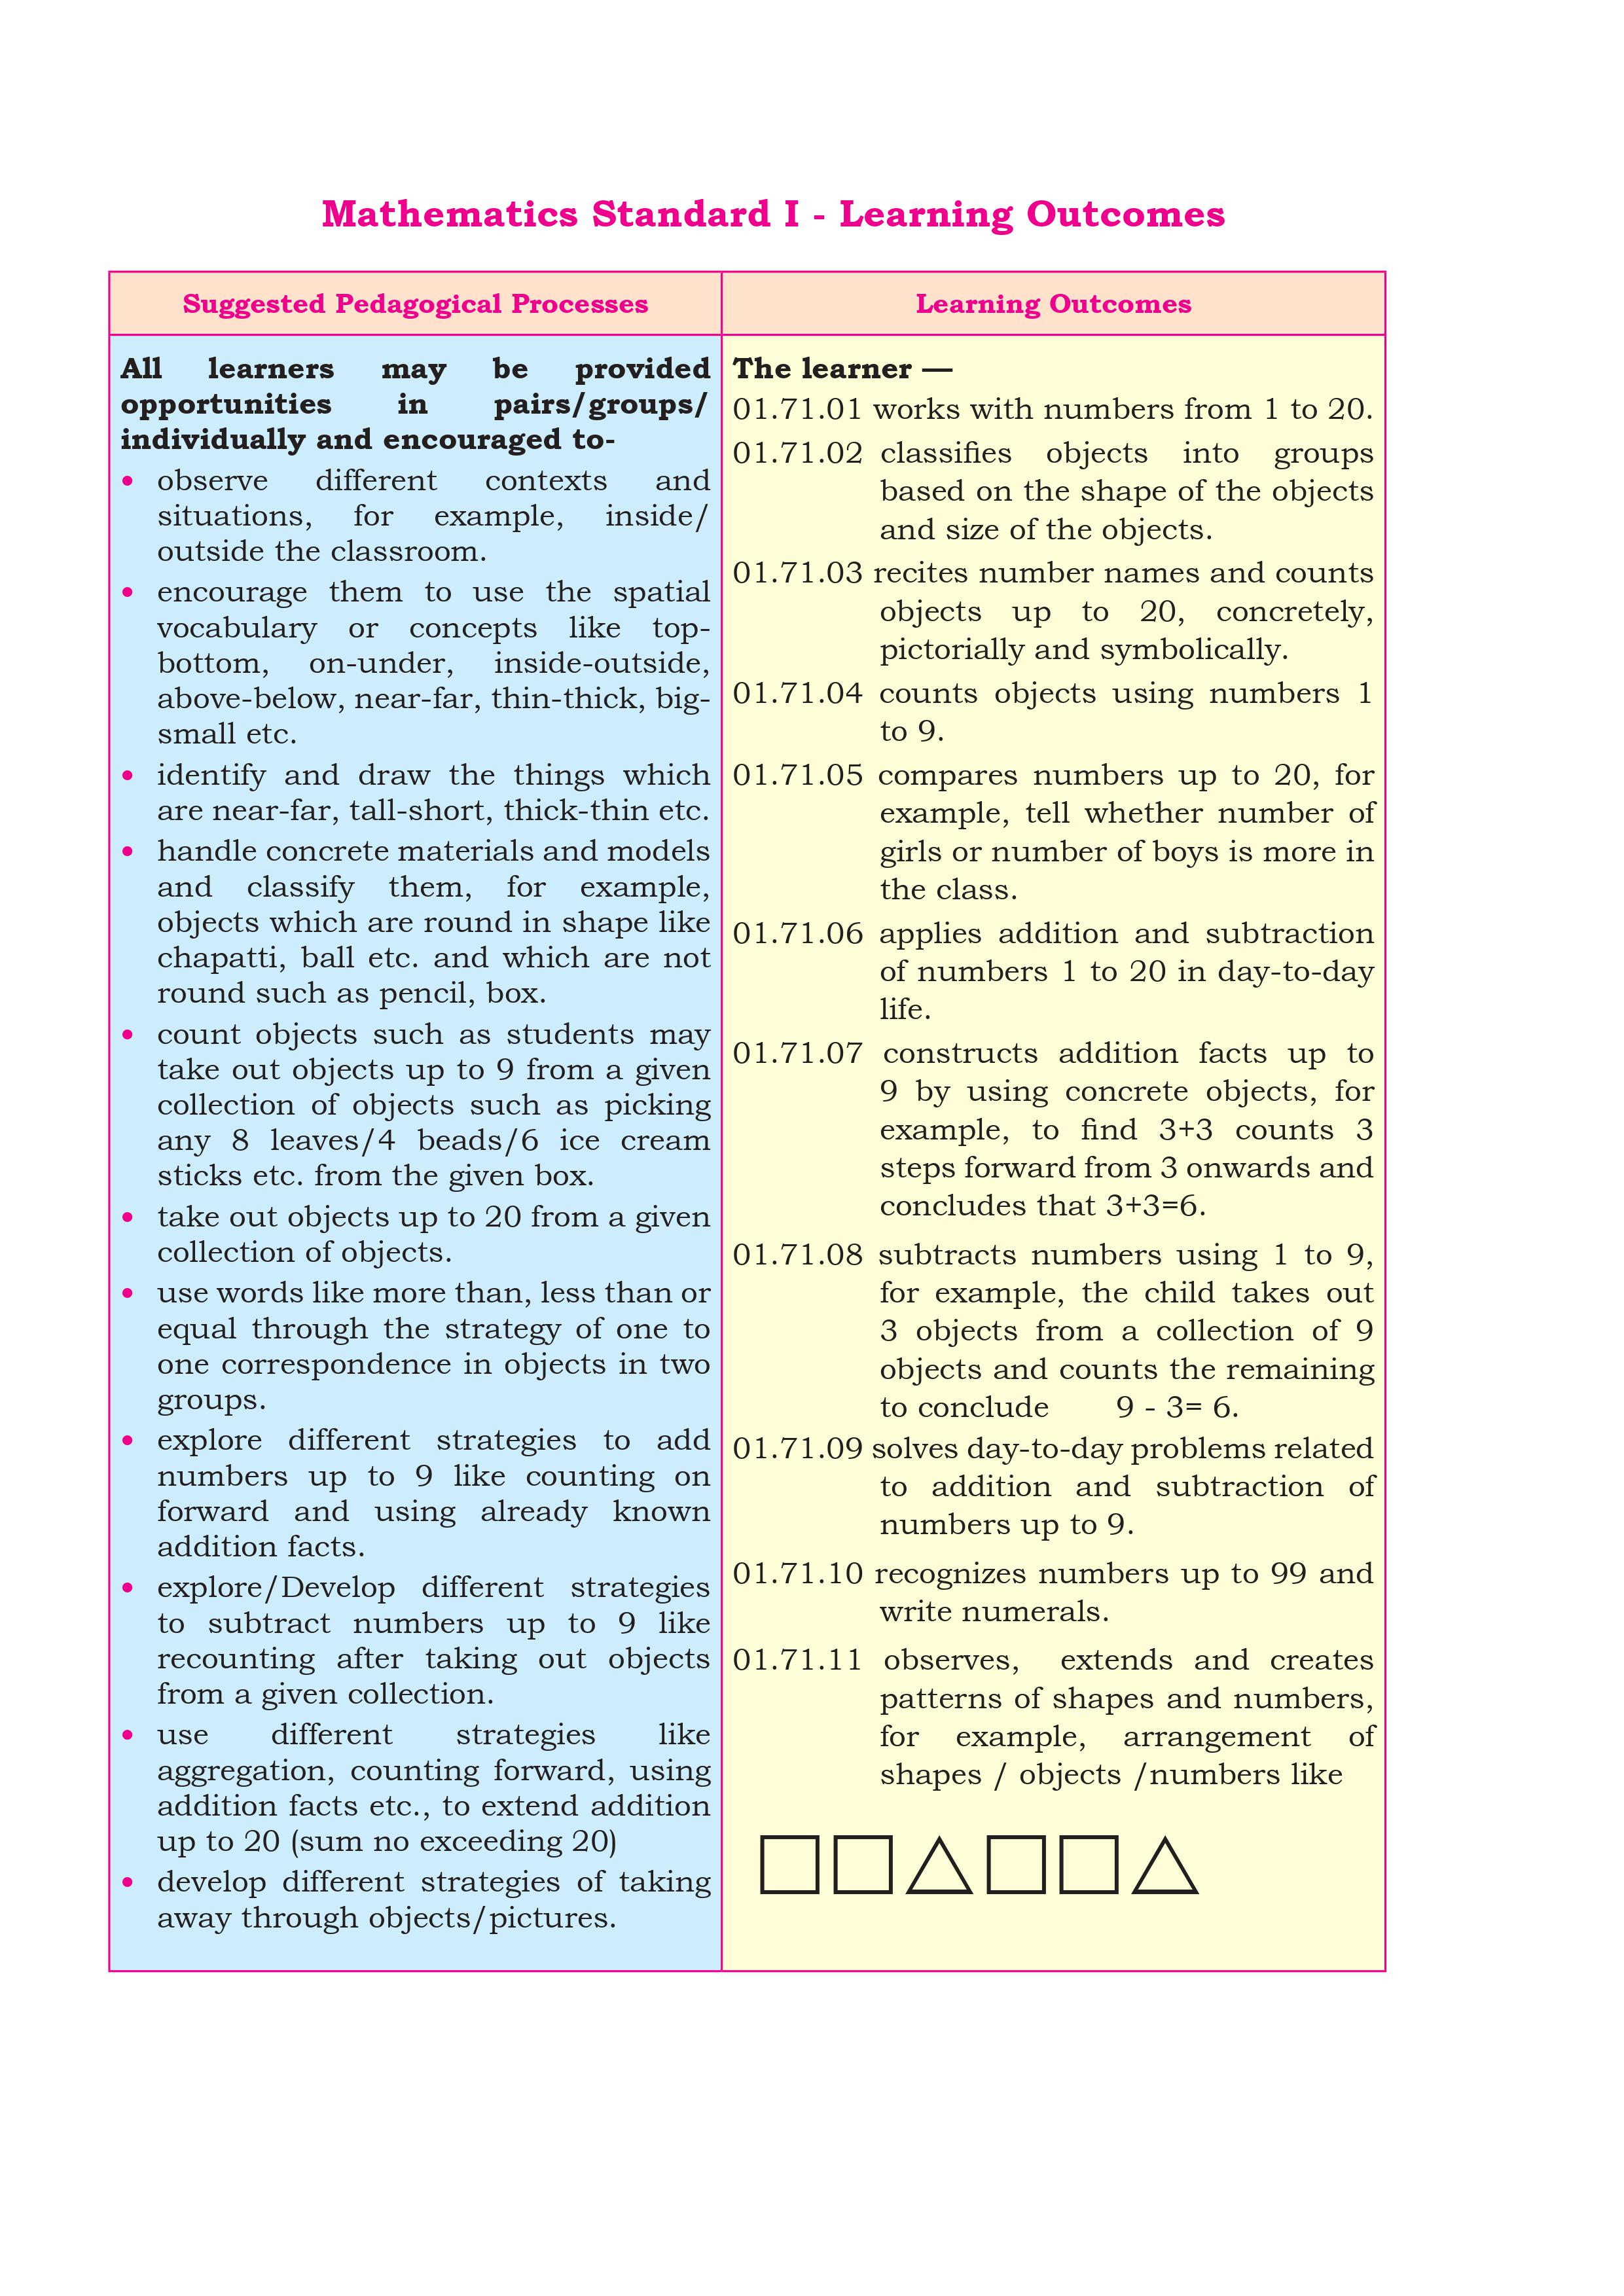 Mathematics Standard I - Learning Outcomes
Suggested Pedagogical Processes
All learners may be provided
opportunities in pairs/groups/
individually and encouraged to-
• observe different contexts and
situations, for example, inside/
outside the classroom.
• encourage them to use the spatial
vocabulary or concepts like top-
bottom, on-under, inside-outside,
above-below, near-far, thin-thick, big-
small etc.
• identify and draw the things which
are near-far, tall-short, thick-thin etc.
• handle concrete materials and models
and classify them, for example,
objects which are round in shape like
chapatti, ball etc. and which are not
round such as pencil, box.
• count objects such as students may
take out objects up to 9 from a given
collection of objects such as picking
any 8 leaves/4 beads/6 ice cream
sticks etc. from the given box.
• take out objects up to 20 from a given
collection of objects.
• use words like more than, less than or
equal through the strategy of one to
one correspondence in objects in two
groups.
• explore different strategies to add
numbers up to 9 like counting on
forward and using already known
addition facts.
• explore/Develop different strategies
to subtract numbers up to 9 like
recounting after taking out objects
from a given collection.
• use different strategies like
aggregation, counting forward, using
addition facts etc., to extend addition
up to 20 (sum no exceeding 20)
• develop different strategies of taking
away through objects/pictures.
Learning Outcomes
The learner —
01.71.01 works with numbers from 1 to 20.
01.71.02 classifies objects into groups
based on the shape of the objects
and size of the objects.
01.71.03 recites number names and counts
objects up to 20, concretely,
pictorially and symbolically.
01.71.04 counts objects using numbers 1
to 9.
01.71.05 compares numbers up to 20, for
example, tell whether number of
girls or number of boys is more in
the class.
01.71.06 applies addition and subtraction
of numbers 1 to 20 in day-to-day
life.
01.71.07 constructs addition facts up to
9 by using concrete objects, for
example, to find 3+3 counts 3
steps forward from 3 onwards and
concludes that 3+3=6.
01.71.08 subtracts numbers using 1 to 9,
for example, the child takes out
3 objects from a collection of 9
objects and counts the remaining
to conclude 9 - 3= 6.
01.71.09 solves day-to-day problems related
to addition and subtraction of
numbers up to 9.
01.71.10 recognizes numbers up to 99 and
write numerals.
01.71.11 observes, extends and creates
patterns of shapes and numbers,
for example, arrangement of
shapes / objects /numbers like